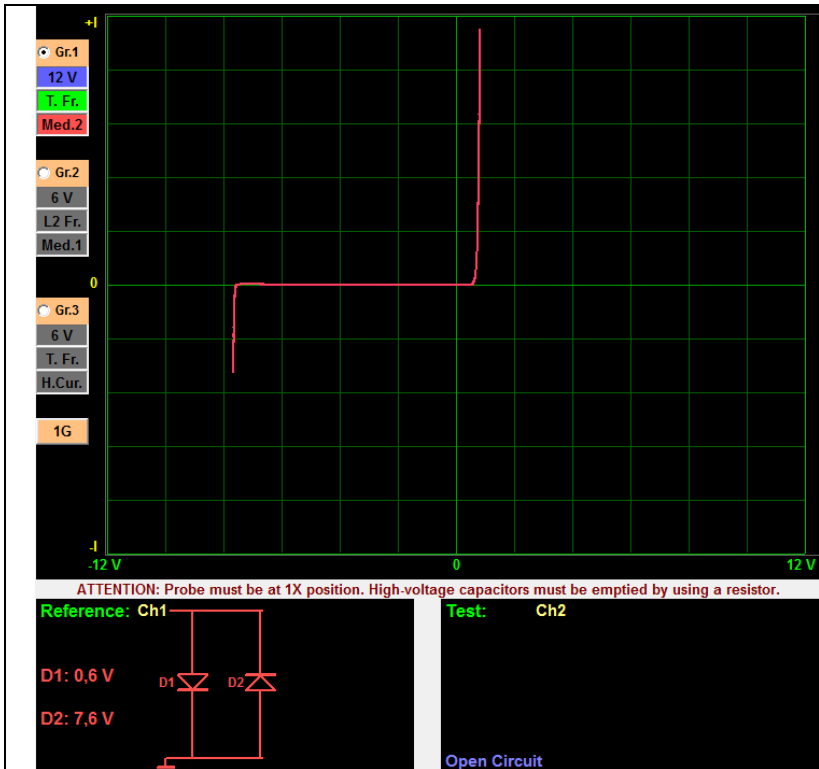 +I
Gr.1
12 V
T. Fr.
Med.2
Gr.2
6 V
L2 Fr.
Med.1
0
Gr.3
6 V
T. Fr.
H.Cur.
1G
-I
-12 V
0
12 V
ATTENTION: Probe must be at 1X position. High-voltage capacitors must be emptied by using a resistor.
Reference: Ch1
D1: 0,6 V
D1
D2
D2: 7,6 V
Test: Ch2
Open Circuit